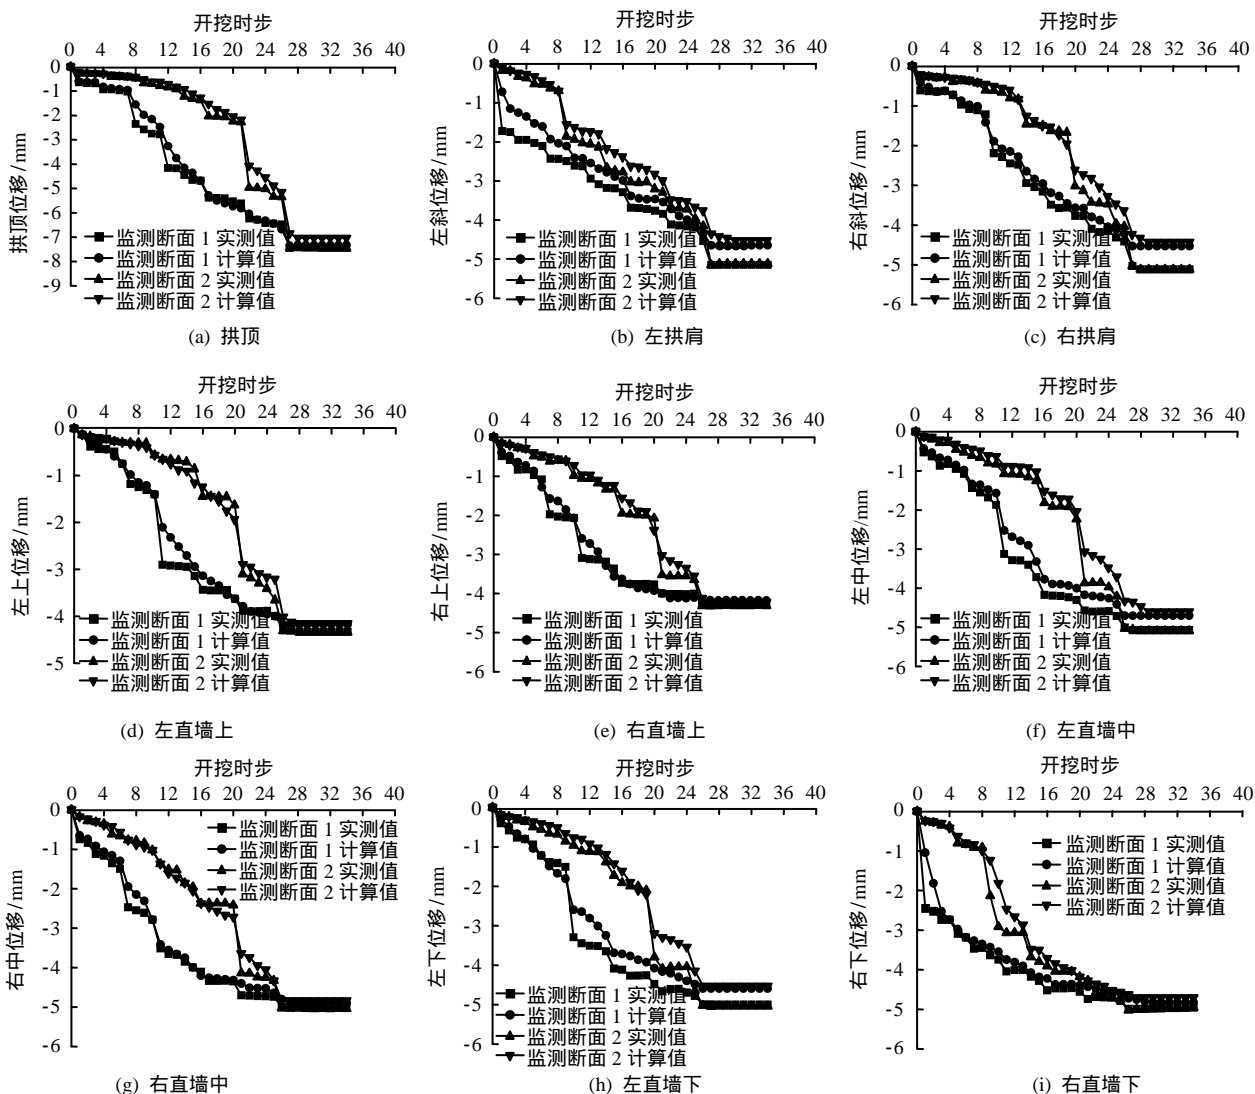 开挖时步
0 4 8 12 16 20 24 28 32 36 40
拱顶位移/mm
0
-1
-2
-3
-4
-5
-6
-7
-8
-9
监测断面 1 实测值
监测断面 1 计算值
监测断面 2 实测值
监测断面 2 计算值
(a) 拱顶
开挖时步
0 4 8 12 16 20 24 28 32 36 40
左斜位移/mm
0
-1
-2
-3
-4
-5
-6
监测断面 1 实测值
监测断面 1 计算值
监测断面 2 实测值
监测断面 2 计算值
(b) 左拱肩
开挖时步
0 4 8 12 16 20 24 28 32 36 40
右斜位移/mm
0
-1
-2
-3
-4
-5
-6
监测断面 1 实测值
监测断面 1 计算值
监测断面 2 实测值
监测断面 2 计算值
(c) 右拱肩
开挖时步
0 4 8 12 16 20 24 28 32 36 40
左上位移/mm
0
-1
-2
-3
-4
-5
监测断面 1 实测值
监测断面 1 计算值
监测断面 2 实测值
监测断面 2 计算值
(d) 左直墙上
开挖时步
0 4 8 12 16 20 24 28 32 36 40
右上位移/mm
0
-1
-2
-3
-4
-5
-6
监测断面 1 实测值
监测断面 1 计算值
监测断面 2 实测值
监测断面 2 计算值
(e) 右直墙上
开挖时步
0 4 8 12 16 20 24 28 32 36 40
左中位移/mm
0
-1
-2
-3
-4
-5
-6
监测断面 1 实测值
监测断面 1 计算值
监测断面 2 实测值
监测断面 2 计算值
(f) 左直墙中
开挖时步
0 4 8 12 16 20 24 28 32 36 40
右中位移/mm
0
-1
-2
-3
-4
-5
-6
监测断面 1 实测值
监测断面 1 计算值
监测断面 2 实测值
监测断面 2 计算值
(g) 右直墙中
开挖时步
0 4 8 12 16 20 24 28 32 36 40
左下位移/mm
0
-1
-2
-3
-4
-5
-6
监测断面 1 实测值
监测断面 1 计算值
监测断面 2 实测值
监测断面 2 计算值
(h) 左直墙下
开挖时步
0 4 8 12 16 20 24 28 32 36 40
右下位移/mm
0
-1
-2
-3
-4
-5
-6
监测断面 1 实测值
监测断面 1 计算值
监测断面 2 实测值
监测断面 2 计算值
(i) 右直墙下